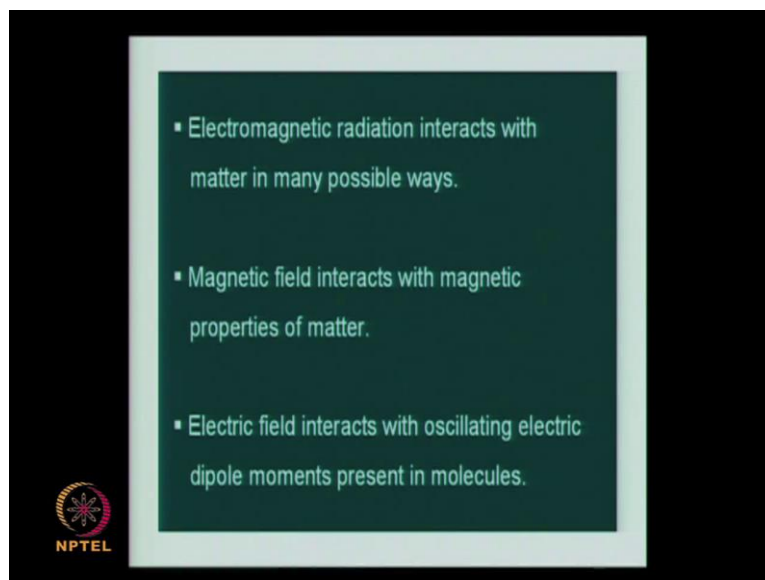 ▪ Electromagnetic radiation interacts with
matter in many possible ways.
▪ Magnetic field interacts with magnetic
properties of matter.
▪ Electric field interacts with oscillating electric
dipole moments present in molecules.
NPTEL